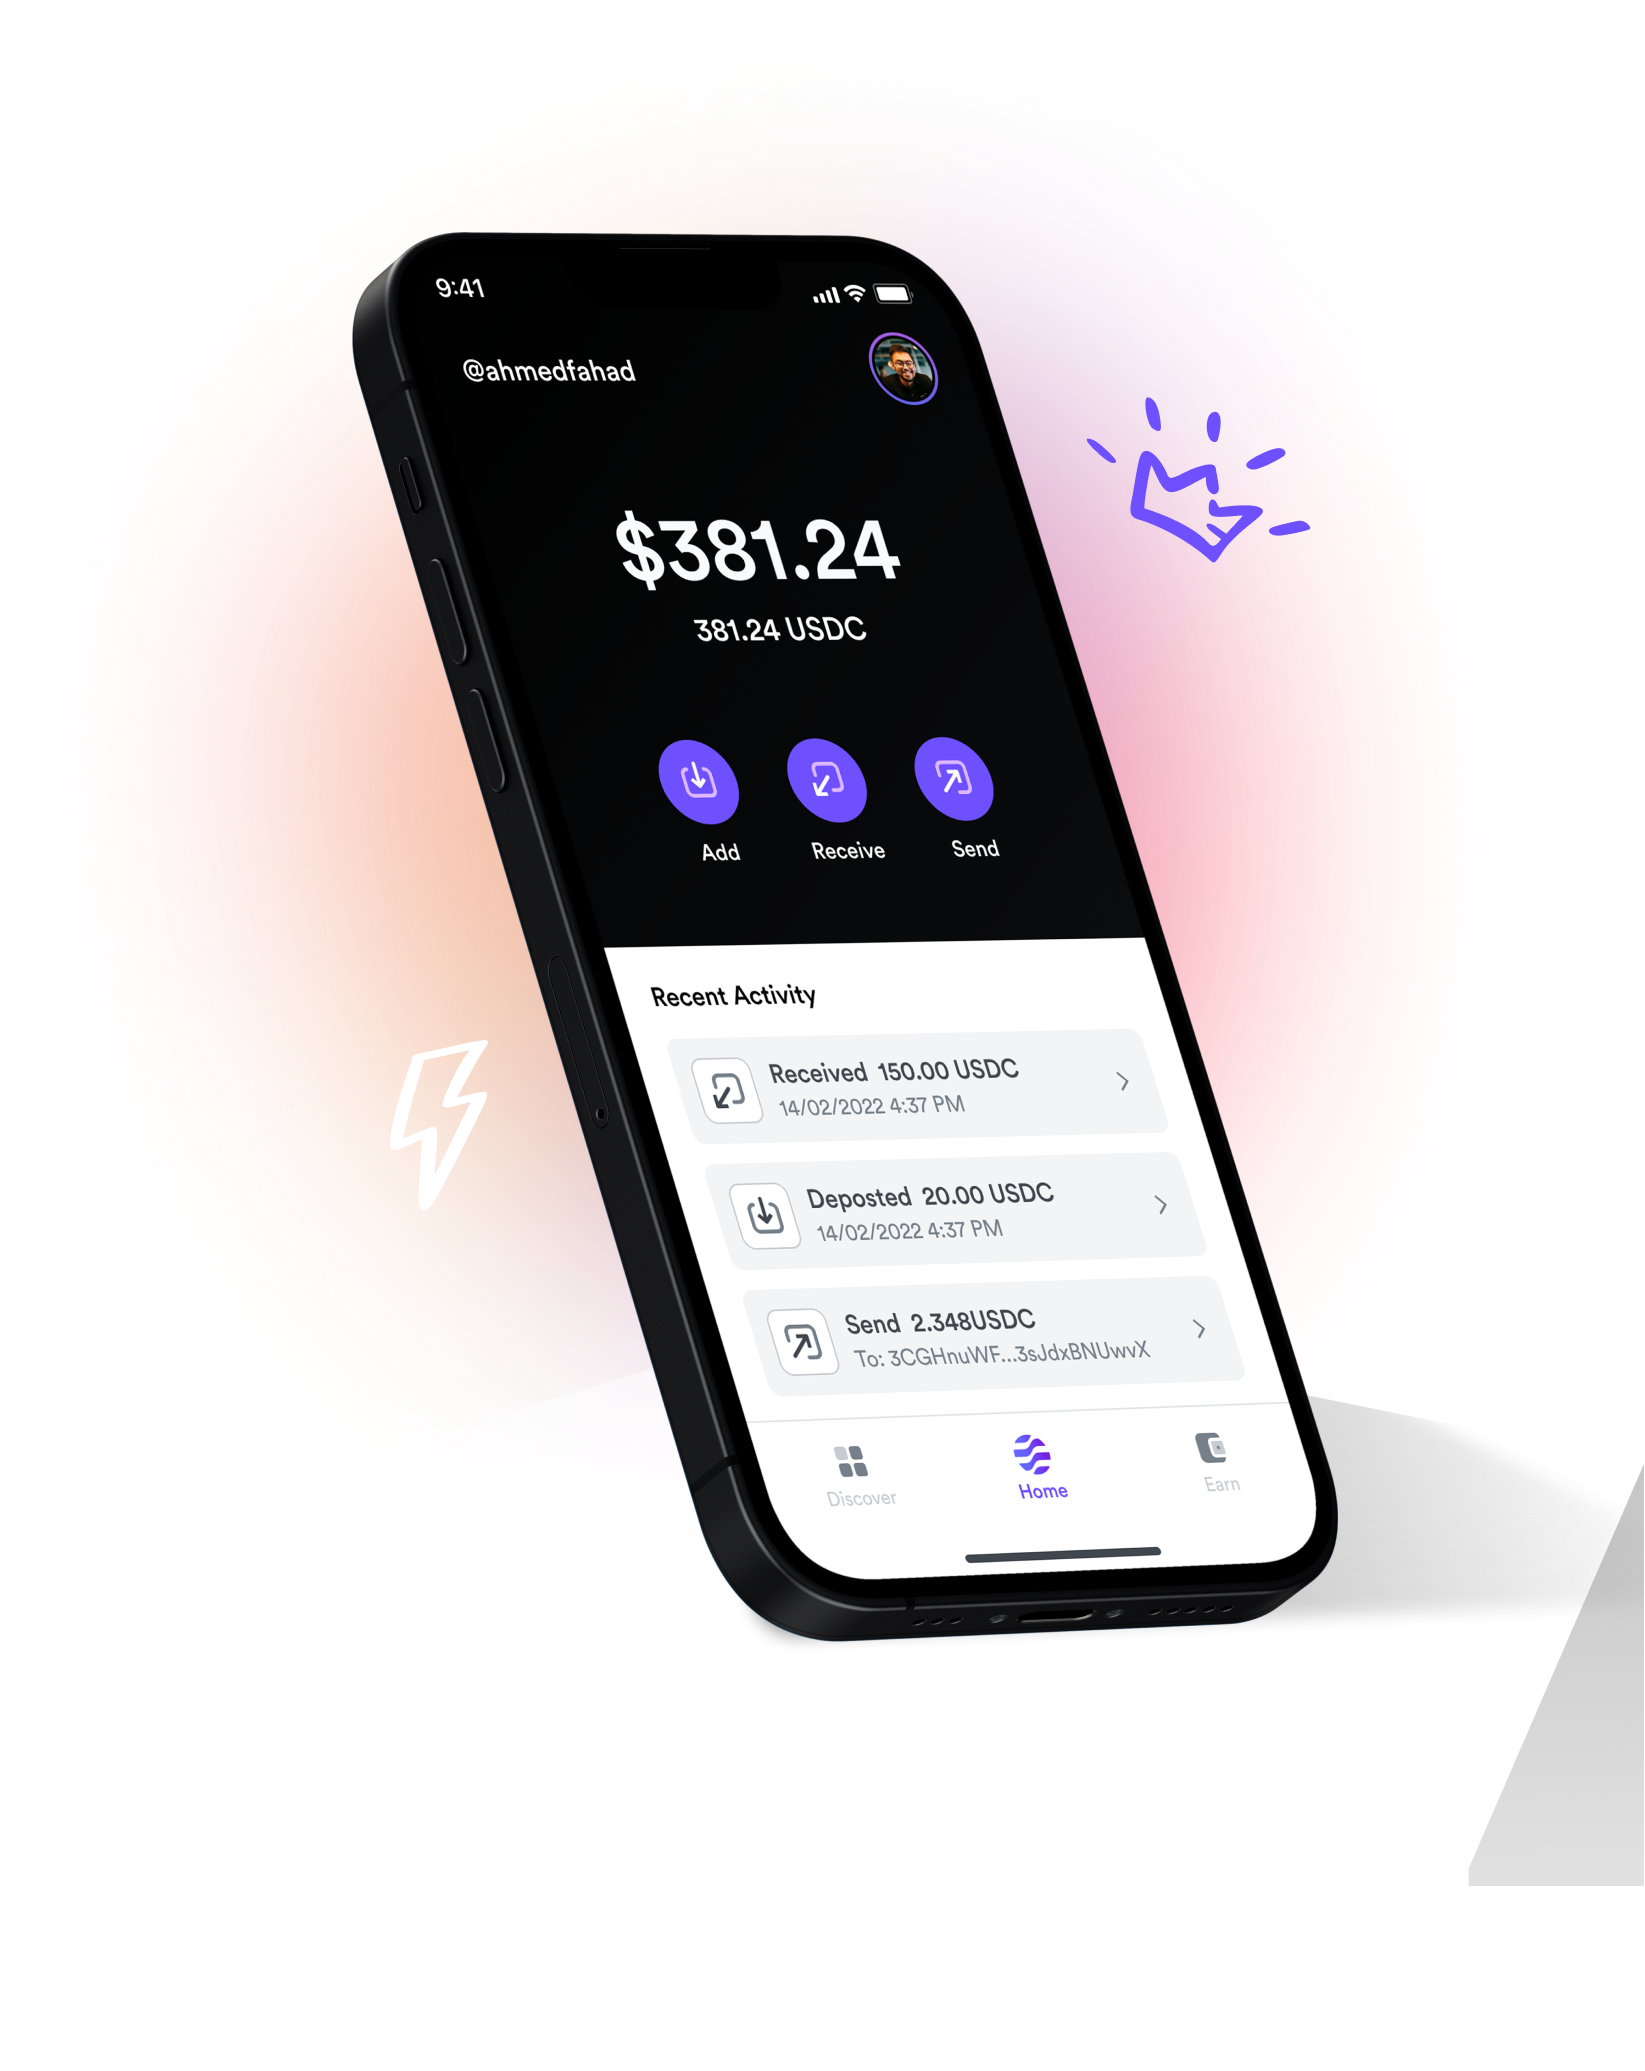 9:41
@ahmedfahad
$381.24
381.24 USDC
Add Receive Send
Recent Activity
Received 150.00 USDC
14/02/2022 4:37 PM
Deposted 20.00 USDC
14/02/2022 4:37 PM
Send 2.348USDC
To: 3CGHnuWF...3sJdxBNUwvX
Discover Home Earn